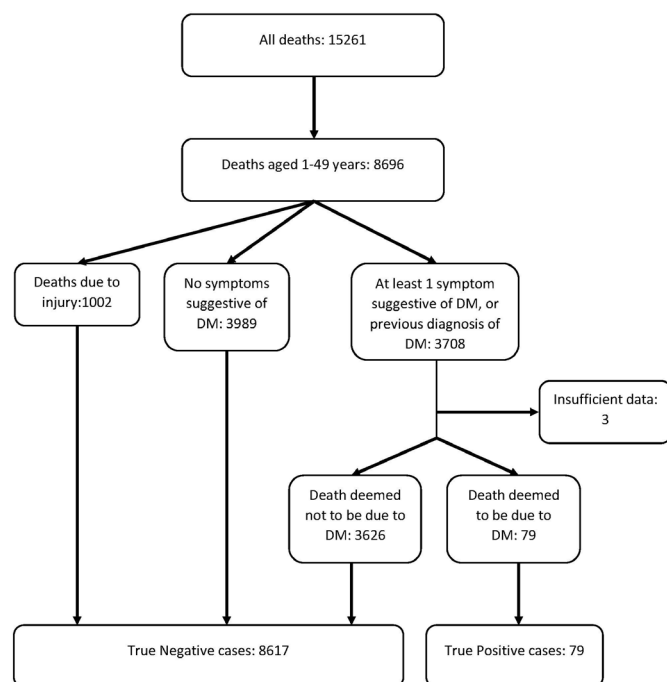 All deaths: 15261
Deaths aged 1-49 years: 8696
Deaths due to
injury:1002
No symptoms
suggestive of
DM: 3989
At least 1 symptom
suggestive of DM, or
previous diagnosis of
DM: 3708
Insufficient data:
3
Death deemed
not to be due to
DM: 3626
Death deemed
to be due to
DM: 79
True Negative cases: 8617
True Positive cases: 79